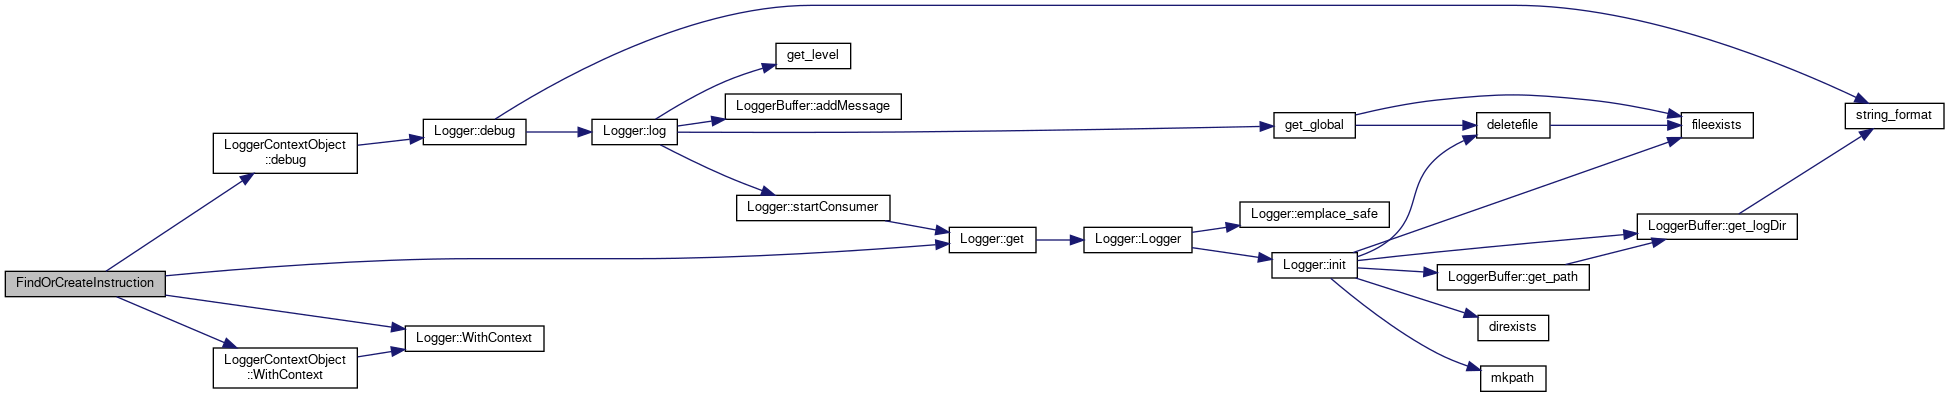 FindOrCreateInstruction
LoggerContextObject
::debug
Logger::debug
Logger::log
get_level
LoggerBuffer::addMessage
get_global
deletefile
fileexists
string_format
Logger::startConsumer
Logger::get
Logger::Logger
Logger::emplace_safe
Logger::init
LoggerBuffer::get_logDir
LoggerBuffer::get_path
direxists
mkpath
Logger::WithContext
LoggerContextObject
::WithContext